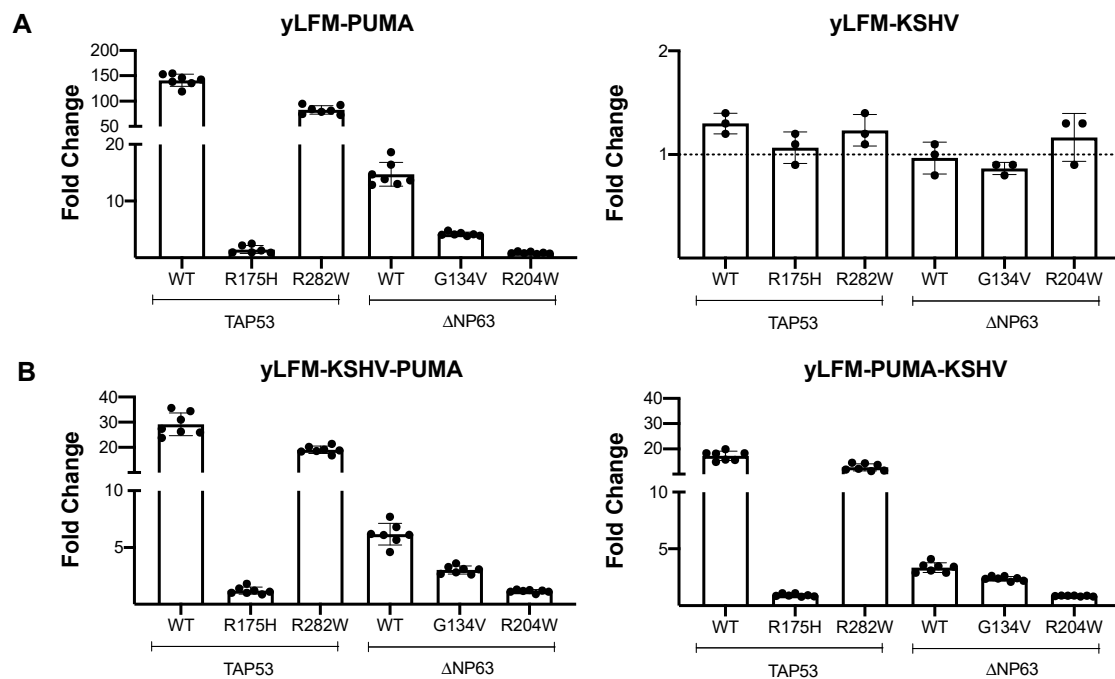 A
yLFM-PUMA
Fold Change
200
150
100
50
20
10
WT R175H R282W WT G134V R204W
TAP53 ΔNP63
yLFM-KSHV
Fold Change
2
1
WT R175H R282W WT G134V R204W
TAP53 ΔNP63
B
yLFM-KSHV-PUMA
Fold Change
40
30
20
10
5
WT R175H R282W WT G134V R204W
TAP53 ΔNP63
yLFM-PUMA-KSHV
Fold Change
40
20
10
5
WT R175H R282W WT G134V R204W
TAP53 ΔNP63